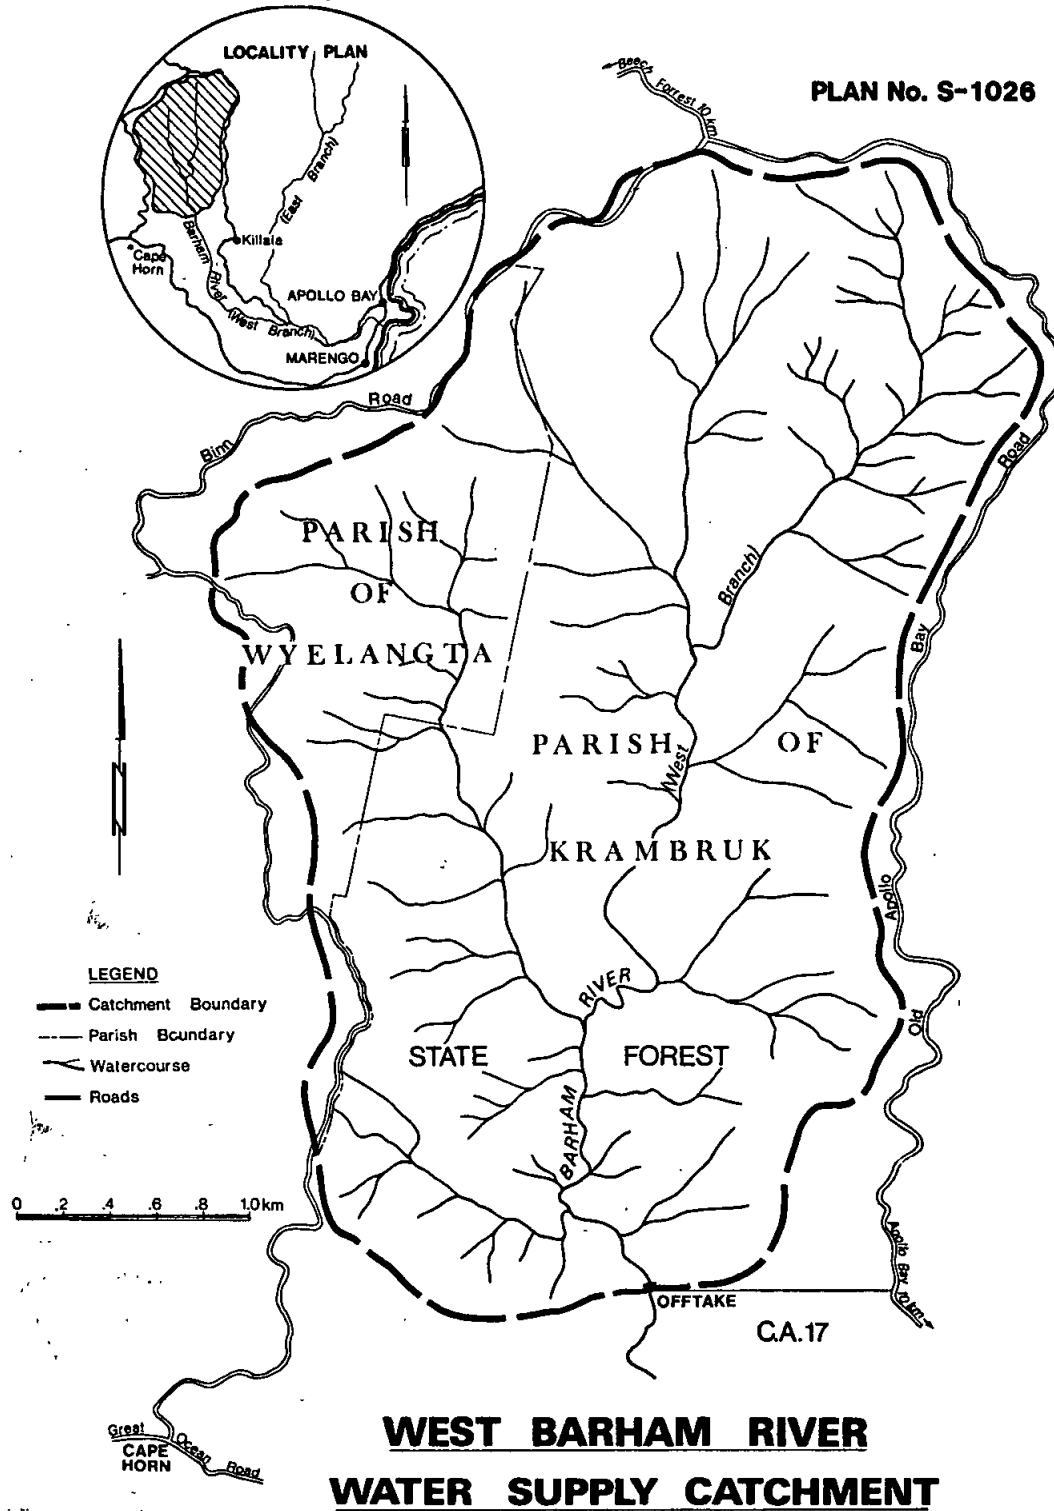 LOCALITY PLAN
(East Branch)
Killala
Cape
Horn
Barham River (West Branch)
APOLLO BAY
MARENGO
PLAN No. S-1026
Beech Forrest 10 km
Binn Road
PARISH
OF
WYELANGTA
PARISH OF
KRAMBRUK
(West Branch)
BARHAM RIVER
STATE FOREST
Old Apollo Bay Road
Apollo Bay 10 km
LEGEND
Catchment Boundary
Parish Boundary
Watercourse
Roads
0 .2 .4 .6 .8 1.0km
OFFTAKE
C.A.17
Great Ocean Road
CAPE
HORN
WEST BARHAM RIVER
WATER SUPPLY CATCHMENT